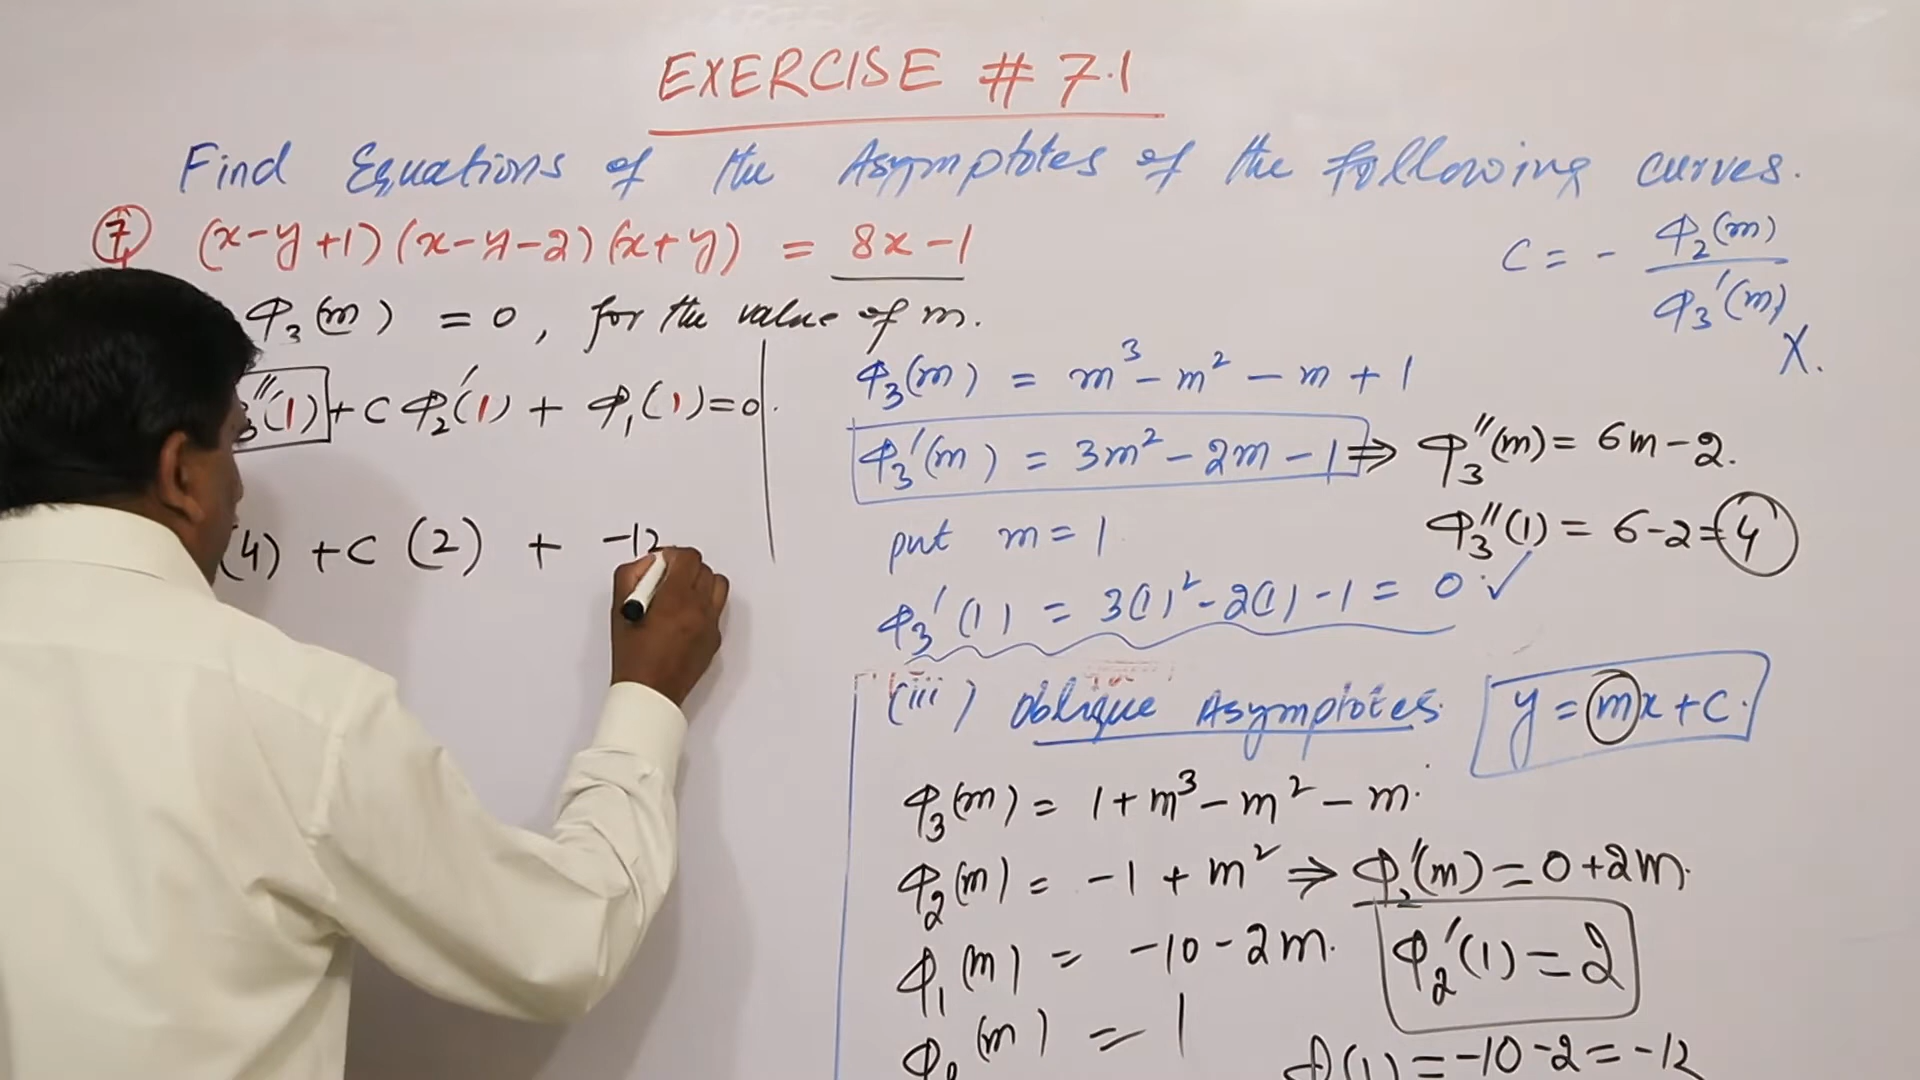 EXERCISE # 7.1
Find Equations of the Asymptotes of the following curves.
7 (x-y+1)(x-y-2)(x+y) = 8x-1
C = - φ₂(m) / φ₃′(m) X.
φ₃(m) = 0, for the value of m.
₃″(1) + C φ₂′(1) + φ₁(1) = 0.
(4) + C (2) + -12
φ₃(m) = m³ - m² - m + 1
φ₃′(m) = 3m² - 2m - 1 ⇒ φ₃″(m) = 6m - 2.
put m = 1
φ₃″(1) = 6-2 = 4
φ₃′(1) = 3(1)² - 2(1) - 1 = 0 ✓
(iii) Oblique Asymptotes. y = mx + C.
φ₃(m) = 1 + m³ - m² - m.
φ₂(m) = -1 + m² ⇒ φ₂′(m) = 0 + 2m.
φ₁(m) = -10 - 2m.
φ₂′(1) = 2
φ₀(m) = 1
(1) = -10 - 2 = -12